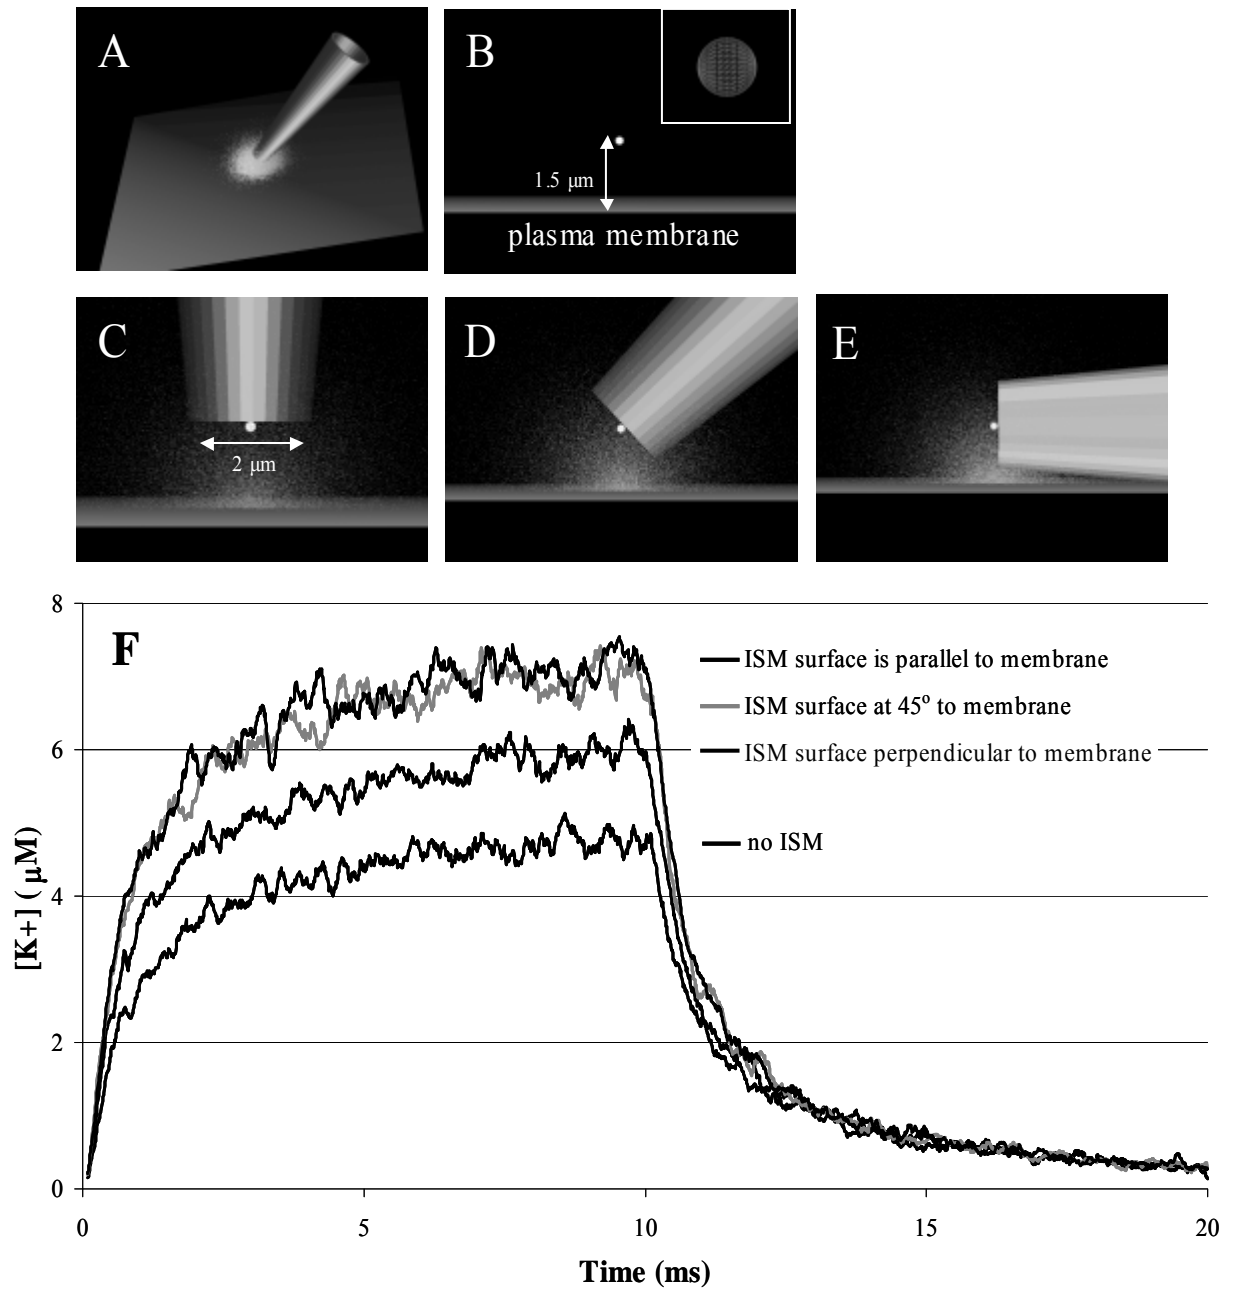 A
B
1.5 μm
plasma membrane
C
2 μm
D
E
8
F
ISM surface is parallel to membrane
ISM surface at 45º to membrane
6
ISM surface perpendicular to membrane
no ISM
4
[K+] ( μM)
2
0
0 5 10 15 20
Time (ms)